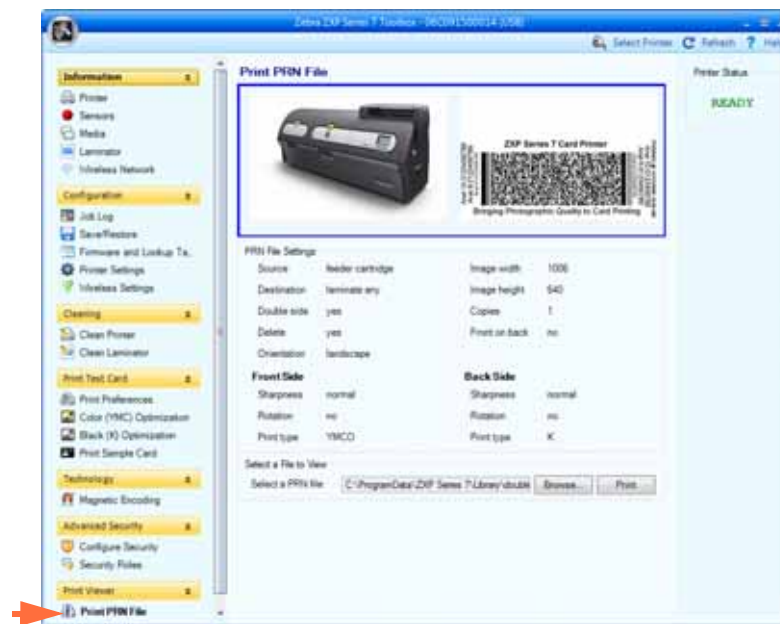 Zebra ZXP Series 7 Toolbox - 06C091500014 (USB)
Select Printer Refresh Help
Information
Printer
Sensors
Media
Laminator
Wireless Network
Configuration
Job Log
Save/Restore
Firmware and Lookup Ta..
Printer Settings
Wireless Settings
Cleaning
Clean Printer
Clean Laminator
Print Test Card
Print Preferences
Color (YMC) Optimization
Black (K) Optimization
Print Sample Card
Technology
Magnetic Encoding
Advanced Security
Configure Security
Security Roles
Print Viewer
Print PRN File
Print PRN File
ZXP Series 7 Card Printer
Bringing Photographic Quality to Card Printing
PRN File Settings
Source feeder cartridge Image width 1006
Destination laminate any Image height 640
Double side yes Copies 1
Delete yes Front on back no
Orientation landscape
Front Side Back Side
Sharpness normal Sharpness normal
Rotation no Rotation no
Print type YMCO Print type K
Select a File to View
Select a PRN file C:\ProgramData\ZXP Series 7\Library\double Browse... Print
Printer Status
READY